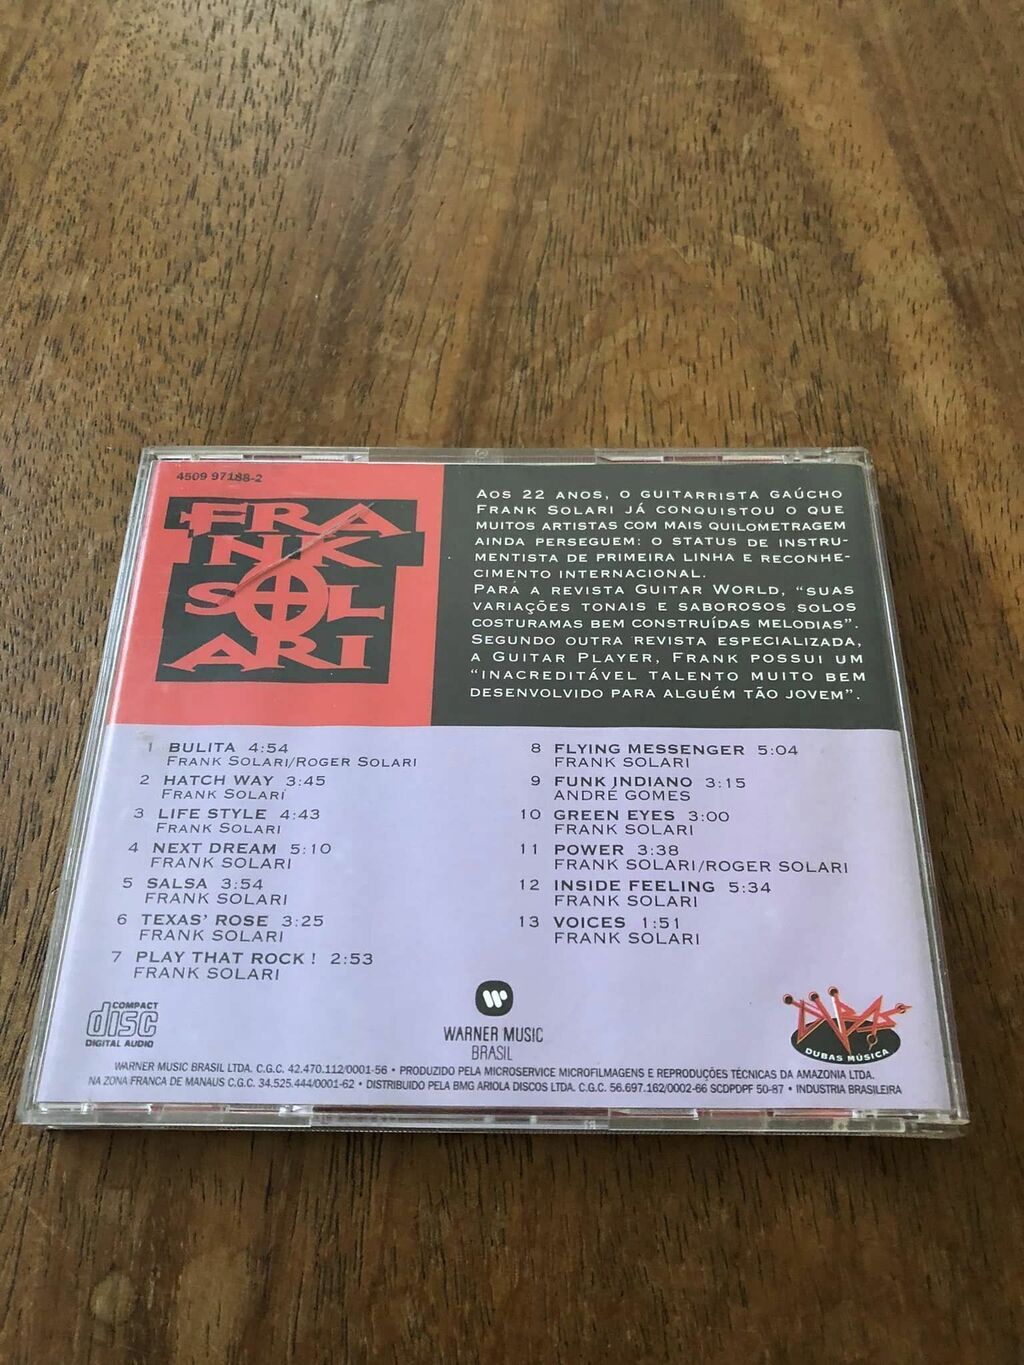 4509 97188-2
FRA
NK
SOL
ARI
AOS 22 ANOS, O GUITARRISTA GAÚCHO
FRANK SOLARI JÁ CONQUISTOU O QUE
MUITOS ARTISTAS COM MAIS QUILOMETRAGEM
AINDA PERSEGUEM: O STATUS DE INSTRU-
MENTISTA DE PRIMEIRA LINHA E RECONHE-
CIMENTO INTERNACIONAL.
PARA A REVISTA GUITAR WORLD, “SUAS
VARIAÇÕES TONAIS E SABOROSOS SOLOS
COSTURAMAS BEM CONSTRUÍDAS MELODIAS”.
SEGUNDO OUTRA REVISTA ESPECIALIZADA,
A GUITAR PLAYER, FRANK POSSUI UM
“INACREDITÁVEL TALENTO MUITO BEM
DESENVOLVIDO PARA ALGUÉM TÃO JOVEM”.
1 BULITA 4:54
FRANK SOLARI/ROGER SOLARI
2 HATCH WAY 3:45
FRANK SOLARI
3 LIFE STYLE 4:43
FRANK SOLARI
4 NEXT DREAM 5:10
FRANK SOLARI
5 SALSA 3:54
FRANK SOLARI
6 TEXAS' ROSE 3:25
FRANK SOLARI
7 PLAY THAT ROCK ! 2:53
FRANK SOLARI
8 FLYING MESSENGER 5:04
FRANK SOLARI
9 FUNK INDIANO 3:15
ANDRÉ GOMES
10 GREEN EYES 3:00
FRANK SOLARI
11 POWER 3:38
FRANK SOLARI/ROGER SOLARI
12 INSIDE FEELING 5:34
FRANK SOLARI
13 VOICES 1:51
FRANK SOLARI
COMPACT
disc
DIGITAL AUDIO
WARNER MUSIC
BRASIL
DUBAS
DUBAS MÚSICA
WARNER MUSIC BRASIL LTDA. C.G.C. 42.470.112/0001-56 • PRODUZIDO PELA MICROSERVICE MICROFILMAGENS E REPRODUÇÕES TÉCNICAS DA AMAZONIA LTDA.
NA ZONA FRANCA DE MANAUS C.G.C. 34.525.444/0001-62 • DISTRIBUIDO PELA BMG ARIOLA DISCOS LTDA. C.G.C. 56.697.162/0002-66 SCDPDPF 50-87 • INDUSTRIA BRASILEIRA